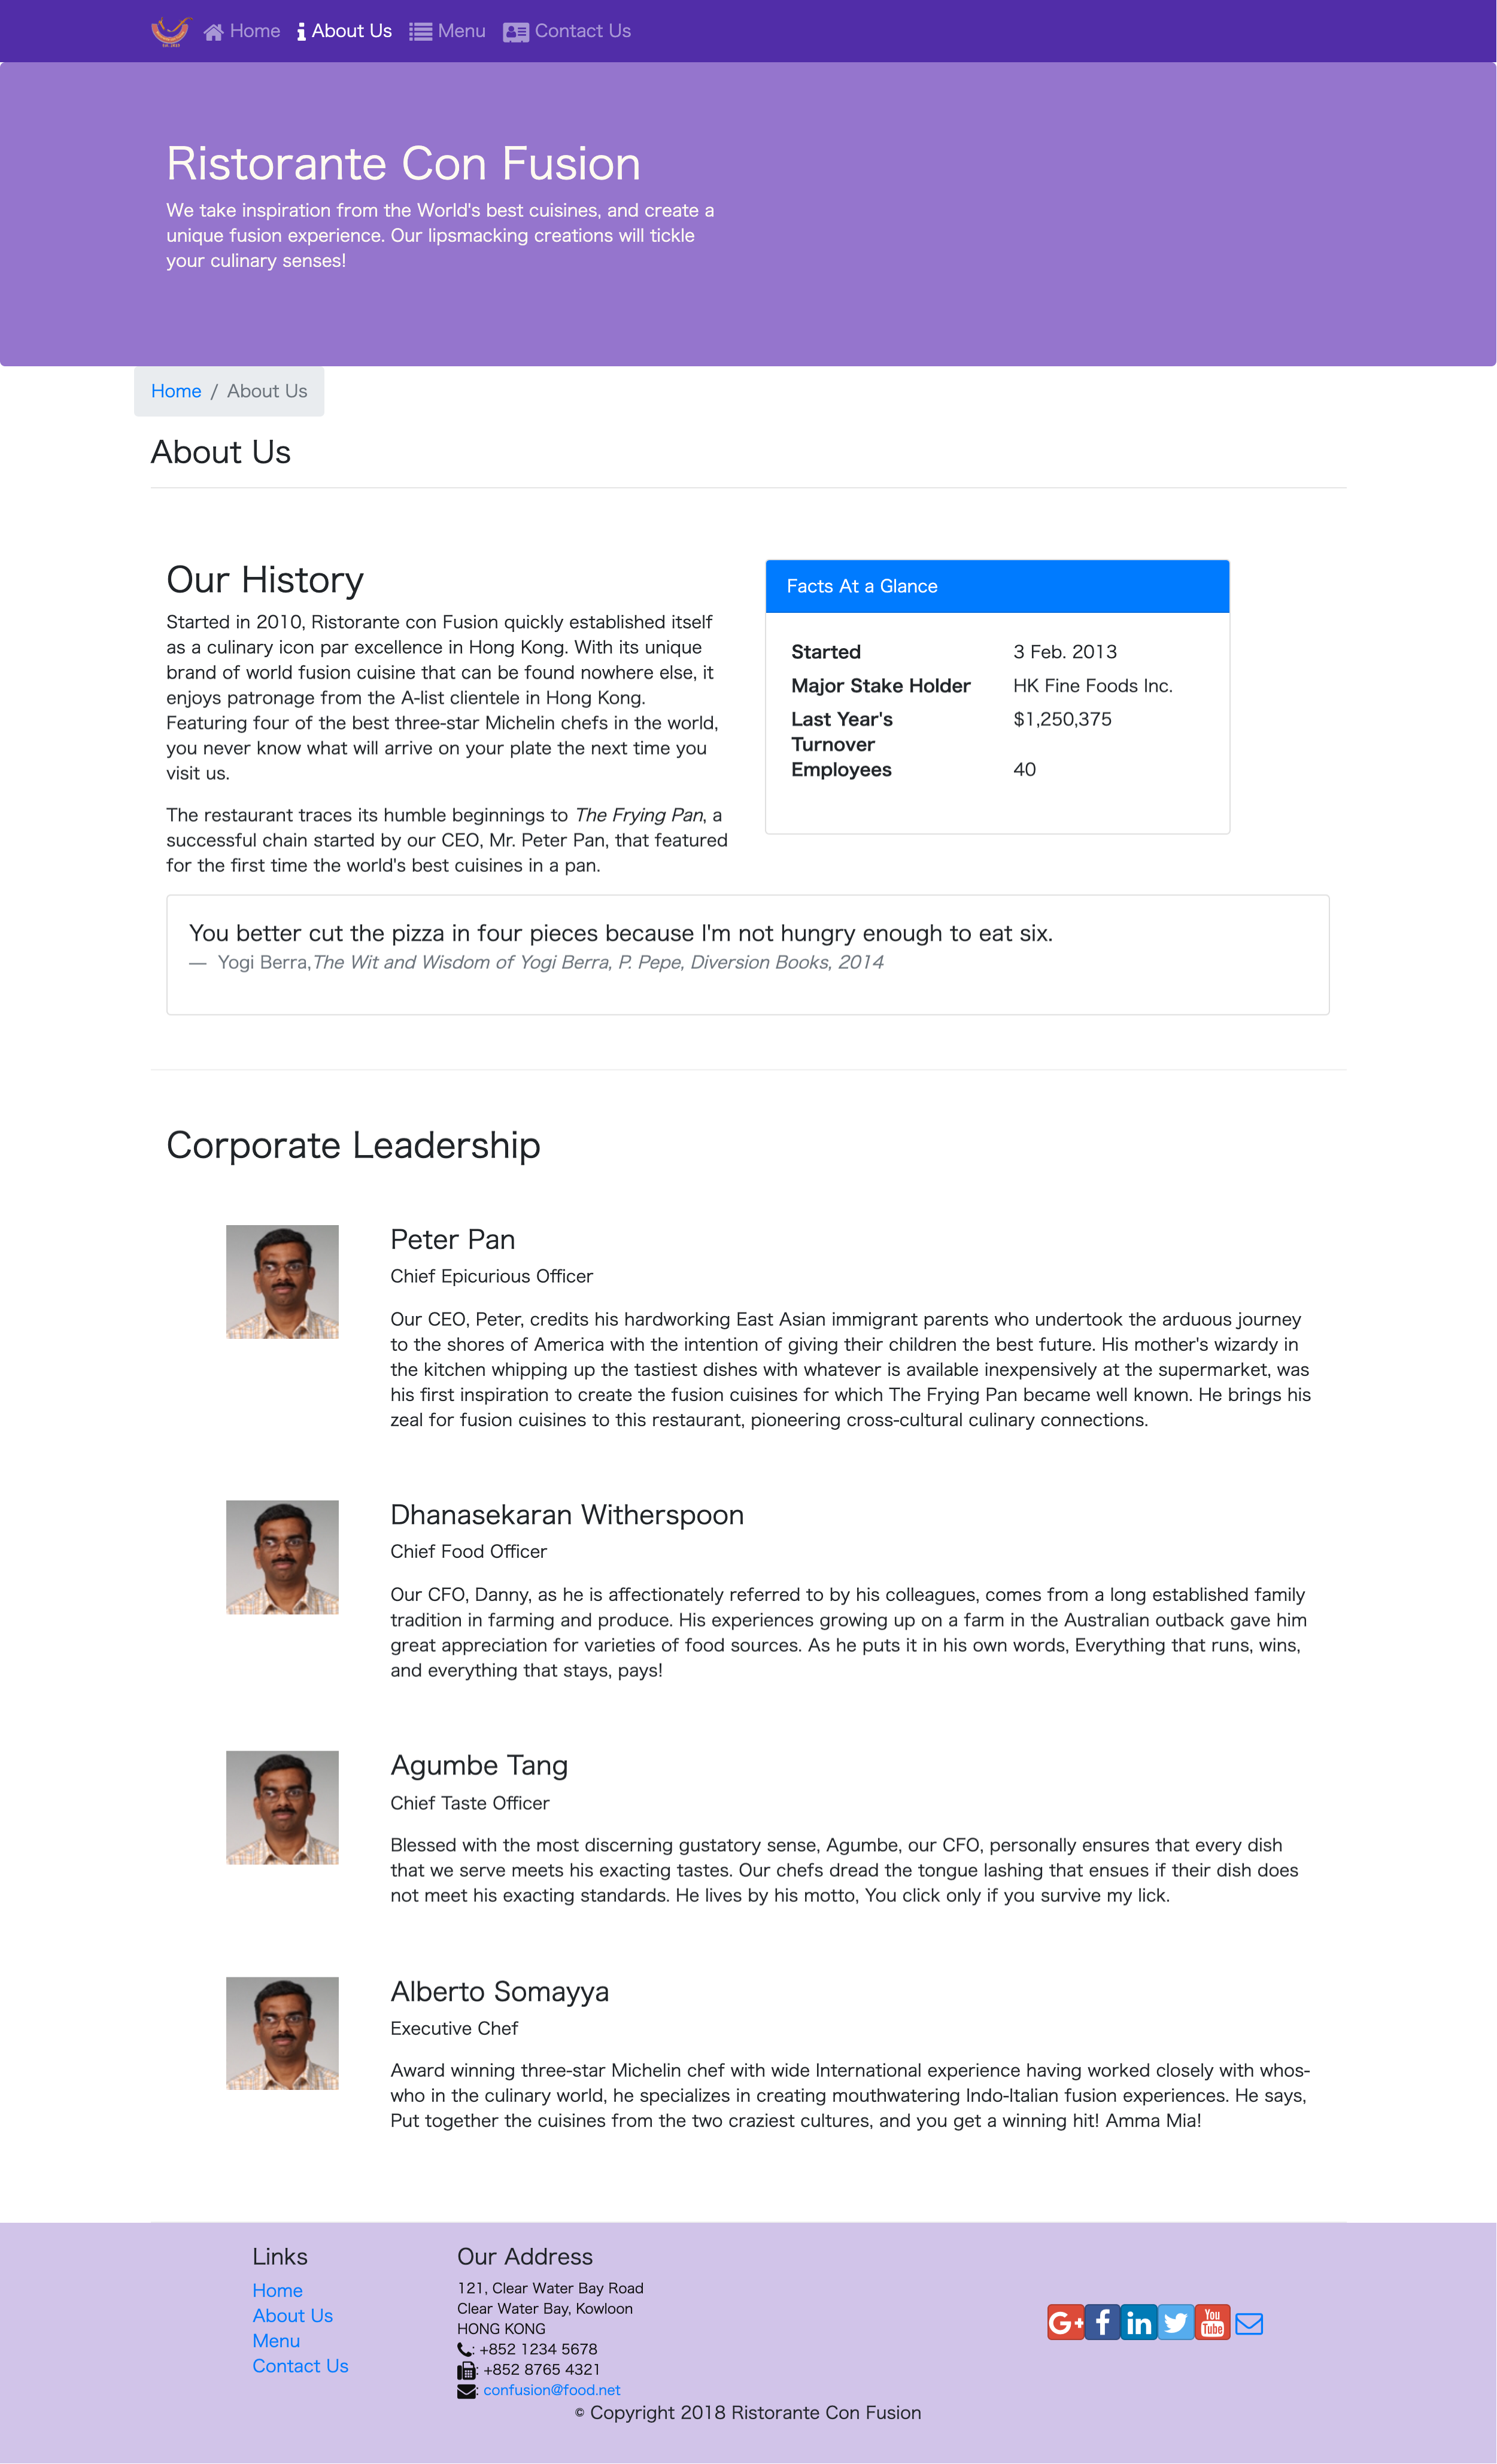 Home About Us Menu Contact Us
Ristorante Con Fusion
We take inspiration from the World's best cuisines, and create a
unique fusion experience. Our lipsmacking creations will tickle
your culinary senses!
Home / About Us
About Us
Our History
Started in 2010, Ristorante con Fusion quickly established itself
as a culinary icon par excellence in Hong Kong. With its unique
brand of world fusion cuisine that can be found nowhere else, it
enjoys patronage from the A-list clientele in Hong Kong.
Featuring four of the best three-star Michelin chefs in the world,
you never know what will arrive on your plate the next time you
visit us.
The restaurant traces its humble beginnings to The Frying Pan, a
successful chain started by our CEO, Mr. Peter Pan, that featured
for the first time the world's best cuisines in a pan.
Facts At a Glance
Started 3 Feb. 2013
Major Stake Holder HK Fine Foods Inc.
Last Year's $1,250,375
Turnover
Employees 40
You better cut the pizza in four pieces because I'm not hungry enough to eat six.
— Yogi Berra,The Wit and Wisdom of Yogi Berra, P. Pepe, Diversion Books, 2014
Corporate Leadership
Peter Pan
Chief Epicurious Officer
Our CEO, Peter, credits his hardworking East Asian immigrant parents who undertook the arduous journey
to the shores of America with the intention of giving their children the best future. His mother's wizardy in
the kitchen whipping up the tastiest dishes with whatever is available inexpensively at the supermarket, was
his first inspiration to create the fusion cuisines for which The Frying Pan became well known. He brings his
zeal for fusion cuisines to this restaurant, pioneering cross-cultural culinary connections.
Dhanasekaran Witherspoon
Chief Food Officer
Our CFO, Danny, as he is affectionately referred to by his colleagues, comes from a long established family
tradition in farming and produce. His experiences growing up on a farm in the Australian outback gave him
great appreciation for varieties of food sources. As he puts it in his own words, Everything that runs, wins,
and everything that stays, pays!
Agumbe Tang
Chief Taste Officer
Blessed with the most discerning gustatory sense, Agumbe, our CFO, personally ensures that every dish
that we serve meets his exacting tastes. Our chefs dread the tongue lashing that ensues if their dish does
not meet his exacting standards. He lives by his motto, You click only if you survive my lick.
Alberto Somayya
Executive Chef
Award winning three-star Michelin chef with wide International experience having worked closely with whos-
who in the culinary world, he specializes in creating mouthwatering Indo-Italian fusion experiences. He says,
Put together the cuisines from the two craziest cultures, and you get a winning hit! Amma Mia!
Links
Home
About Us
Menu
Contact Us
Our Address
121, Clear Water Bay Road
Clear Water Bay, Kowloon
HONG KONG
: +852 1234 5678
: +852 8765 4321
: confusion@food.net
G+ f in You Tube
© Copyright 2018 Ristorante Con Fusion